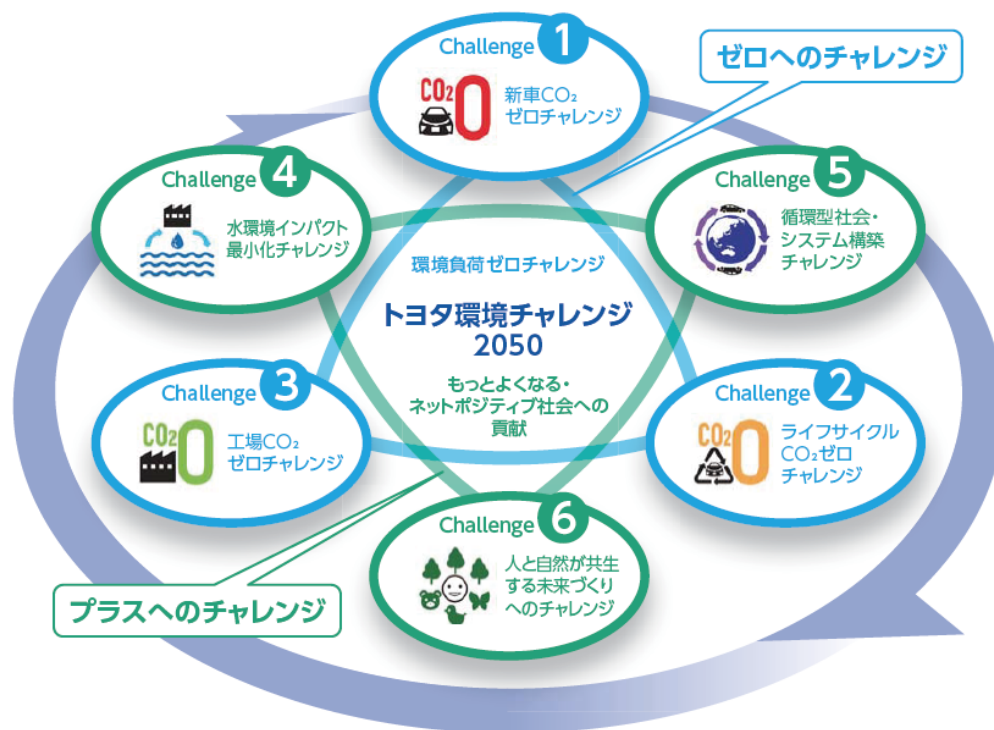 Challenge 1
CO₂ 0
新車CO₂
ゼロチャレンジ
ゼロへのチャレンジ
Challenge 4
水環境インパクト
最小化チャレンジ
Challenge 5
循環型社会・
システム構築
チャレンジ
環境負荷ゼロチャレンジ
トヨタ環境チャレンジ
2050
もっとよくなる・
ネットポジティブ社会への
貢献
Challenge 3
CO₂ 0
工場CO₂
ゼロチャレンジ
Challenge 2
CO₂ 0
ライフサイクル
CO₂ゼロ
チャレンジ
Challenge 6
人と自然が共生
する未来づくり
へのチャレンジ
プラスへのチャレンジ